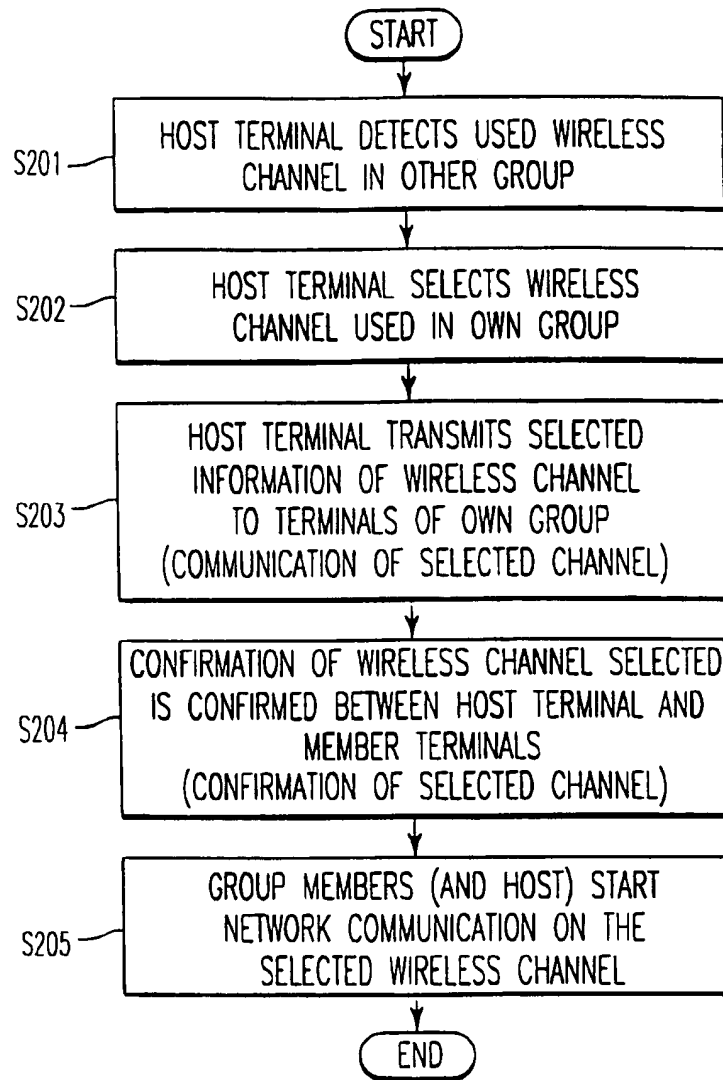 START
S201
HOST TERMINAL DETECTS USED WIRELESS
CHANNEL IN OTHER GROUP
S202
HOST TERMINAL SELECTS WIRELESS
CHANNEL USED IN OWN GROUP
S203
HOST TERMINAL TRANSMITS SELECTED
INFORMATION OF WIRELESS CHANNEL
TO TERMINALS OF OWN GROUP
(COMMUNICATION OF SELECTED CHANNEL)
S204
CONFIRMATION OF WIRELESS CHANNEL SELECTED
IS CONFIRMED BETWEEN HOST TERMINAL AND
MEMBER TERMINALS
(CONFIRMATION OF SELECTED CHANNEL)
S205
GROUP MEMBERS (AND HOST) START
NETWORK COMMUNICATION ON THE
SELECTED WIRELESS CHANNEL
END